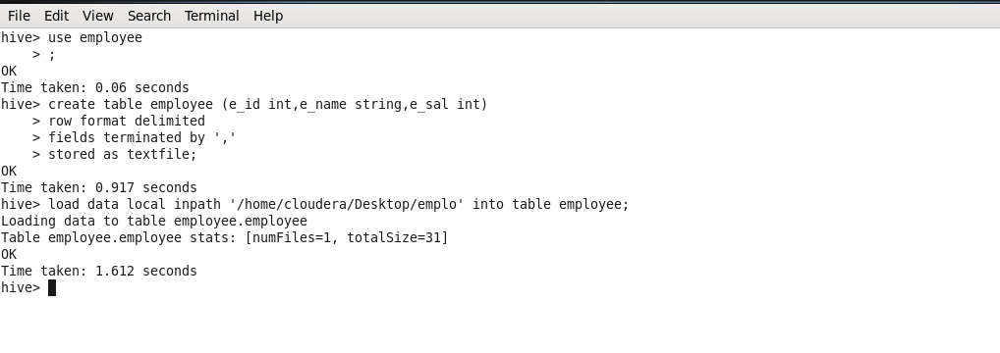 File Edit View Search Terminal Help
hive> use employee
    > ;
OK
Time taken: 0.06 seconds
hive> create table employee (e_id int,e_name string,e_sal int)
    > row format delimited
    > fields terminated by ','
    > stored as textfile;
OK
Time taken: 0.917 seconds
hive> load data local inpath '/home/cloudera/Desktop/emplo' into table employee;
Loading data to table employee.employee
Table employee.employee stats: [numFiles=1, totalSize=31]
OK
Time taken: 1.612 seconds
hive>